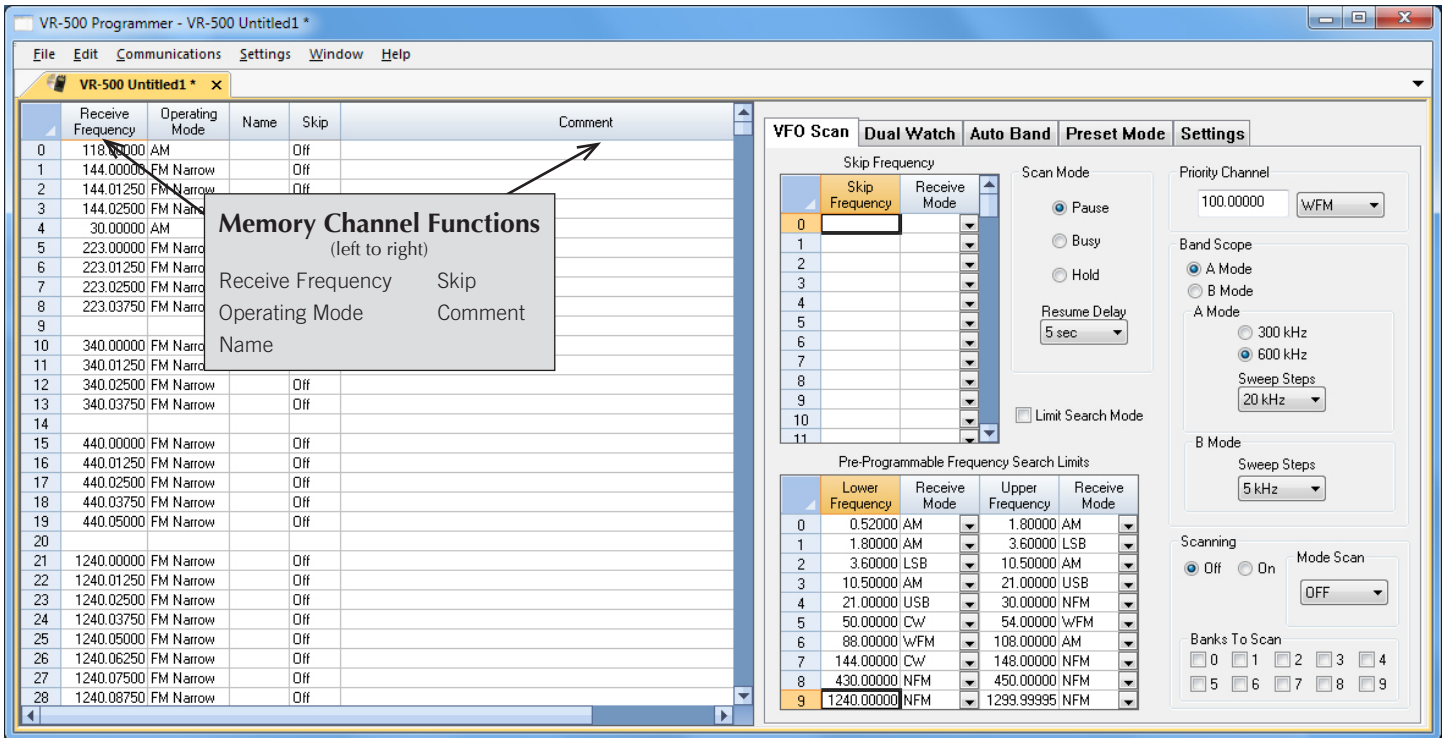 VR-500 Programmer - VR-500 Untitled1 *
File Edit Communications Settings Window Help
VR-500 Untitled1 * X
Receive Frequency Operating Mode Name Skip Comment
0 118.00000 AM Off
1 144.00000 FM Narrow Off
2 144.01250 FM Narrow Off
3 144.02500 FM Narro
4 30.00000 AM
5 223.00000 FM Narro
6 223.01250 FM Narro
7 223.02500 FM Narro
8 223.03750 FM Narro
9
10 340.00000 FM Narro
11 340.01250 FM Narro
12 340.02500 FM Narrow Off
13 340.03750 FM Narrow Off
14
15 440.00000 FM Narrow Off
16 440.01250 FM Narrow Off
17 440.02500 FM Narrow Off
18 440.03750 FM Narrow Off
19 440.05000 FM Narrow Off
20
21 1240.00000 FM Narrow Off
22 1240.01250 FM Narrow Off
23 1240.02500 FM Narrow Off
24 1240.03750 FM Narrow Off
25 1240.05000 FM Narrow Off
26 1240.06250 FM Narrow Off
27 1240.07500 FM Narrow Off
28 1240.08750 FM Narrow Off
Memory Channel Functions
(left to right)
Receive Frequency Skip
Operating Mode Comment
Name
VFO Scan Dual Watch Auto Band Preset Mode Settings
Skip Frequency
Skip Frequency Receive Mode
0
1
2
3
4
5
6
7
8
9
10
11
Scan Mode
Pause
Busy
Hold
Resume Delay
5 sec
Limit Search Mode
Pre-Programmable Frequency Search Limits
Lower Frequency Receive Mode Upper Frequency Receive Mode
0 0.52000 AM 1.80000 AM
1 1.80000 AM 3.60000 LSB
2 3.60000 LSB 10.50000 AM
3 10.50000 AM 21.00000 USB
4 21.00000 USB 30.00000 NFM
5 50.00000 CW 54.00000 WFM
6 88.00000 WFM 108.00000 AM
7 144.00000 CW 148.00000 NFM
8 430.00000 NFM 450.00000 NFM
9 1240.00000 NFM 1299.99995 NFM
Priority Channel
100.00000 WFM
Band Scope
A Mode
B Mode
A Mode
300 kHz
600 kHz
Sweep Steps
20 kHz
B Mode
Sweep Steps
5 kHz
Scanning
Off On
Mode Scan
OFF
Banks To Scan
0 1 2 3 4
5 6 7 8 9